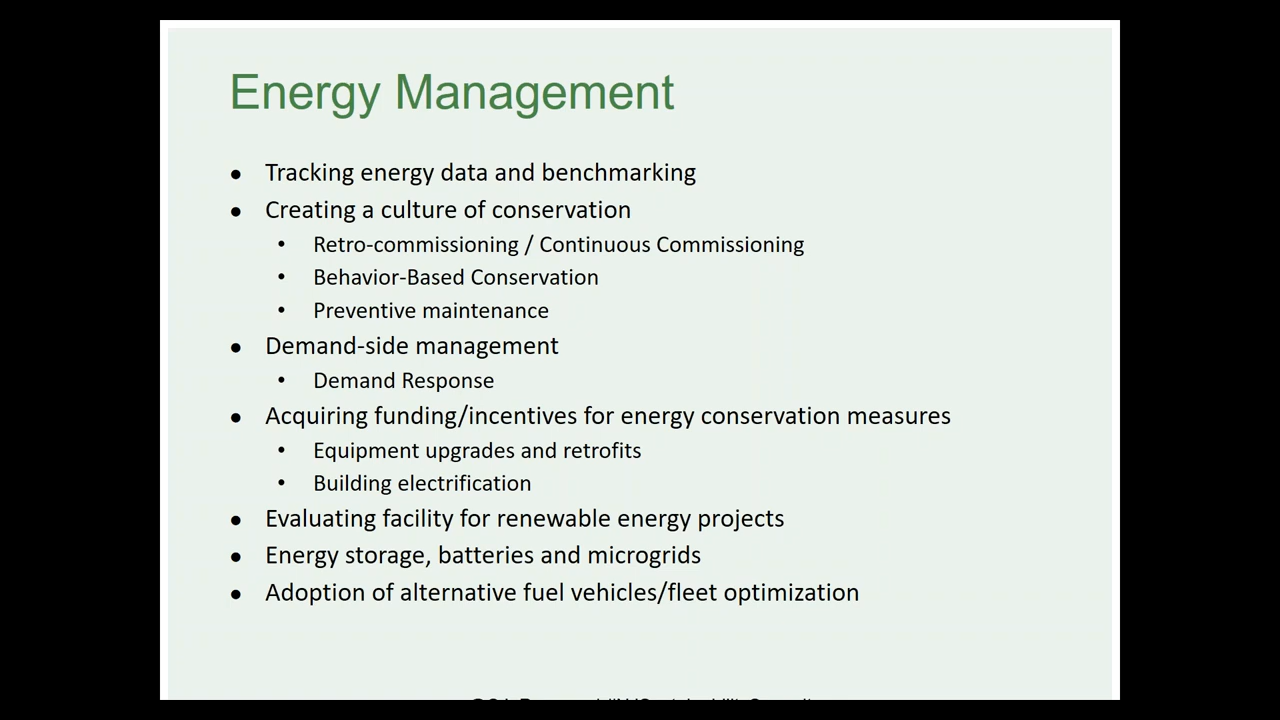 Energy Management
● Tracking energy data and benchmarking
● Creating a culture of conservation
• Retro-commissioning / Continuous Commissioning
• Behavior-Based Conservation
• Preventive maintenance
● Demand-side management
• Demand Response
● Acquiring funding/incentives for energy conservation measures
• Equipment upgrades and retrofits
• Building electrification
● Evaluating facility for renewable energy projects
● Energy storage, batteries and microgrids
● Adoption of alternative fuel vehicles/fleet optimization